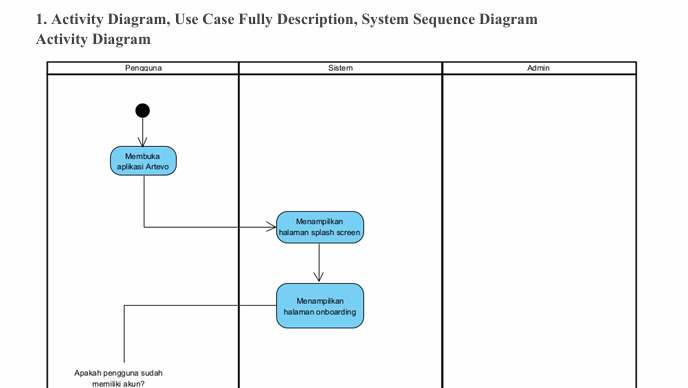 1. Activity Diagram, Use Case Fully Description, System Sequence Diagram
Activity Diagram
Pengguna
Sistem
Admin
Membuka
aplikasi Artevo
Menampilkan
halaman splash screen
Menampilkan
halaman onboarding
Apakah pengguna sudah
memiliki akun?